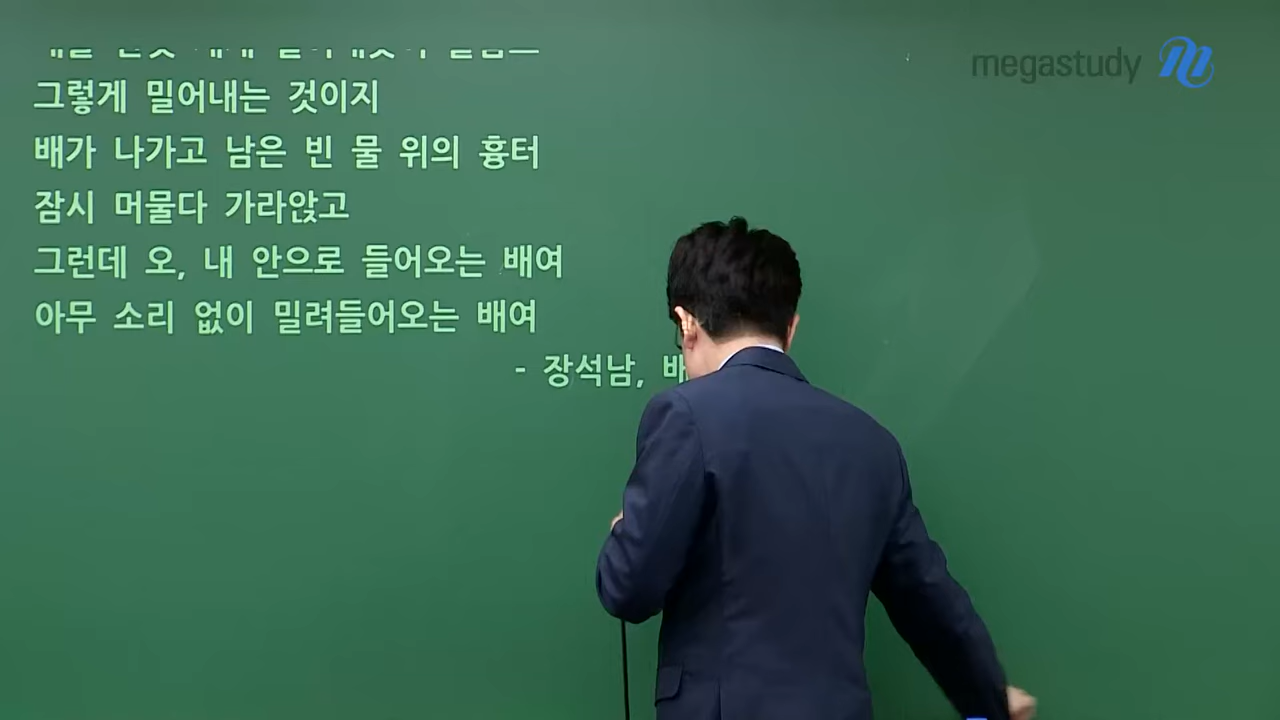 그렇게 밀어내는 것이지
배가 나가고 남은 빈 물 위의 흉터
잠시 머물다 가라앉고
그런데 오, 내 안으로 들어오는 배여
아무 소리 없이 밀려들어오는 배여
- 장석남,
megastudy